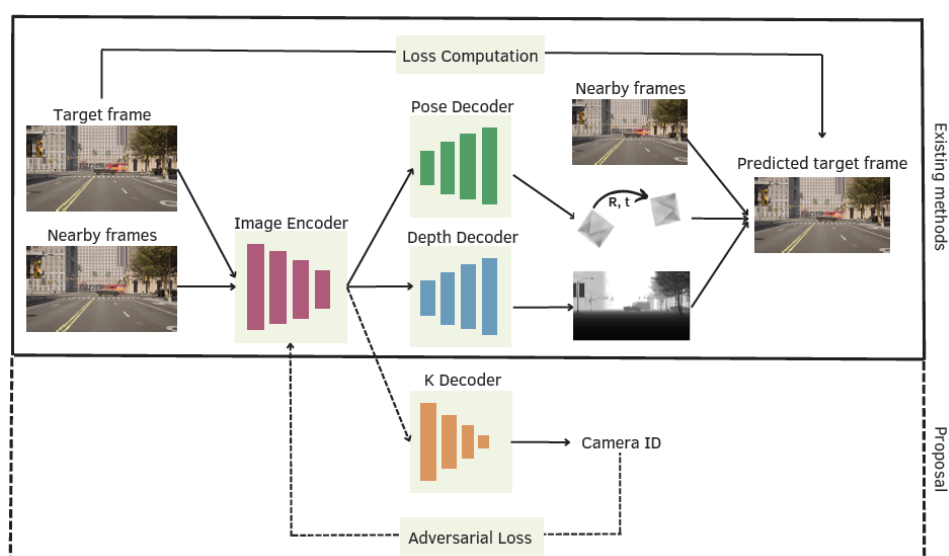 Loss Computation
Target frame
Pose Decoder
Nearby frames
Predicted target frame
Existing methods
R, t
Nearby frames
Image Encoder
Depth Decoder
K Decoder
Camera ID
Proposal
Adversarial Loss